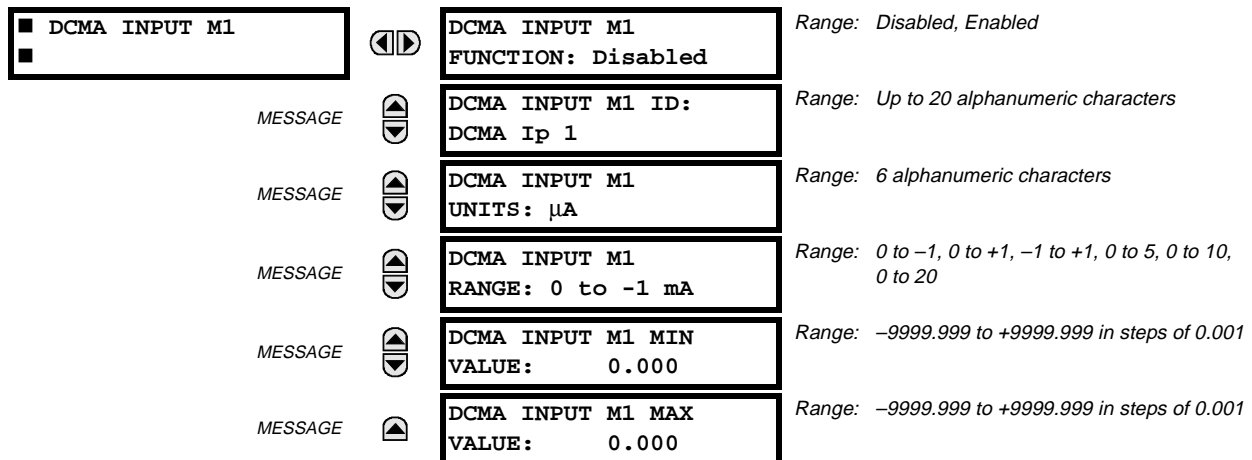 ■ DCMA INPUT M1
■
DCMA INPUT M1
FUNCTION: Disabled
Range: Disabled, Enabled
MESSAGE
DCMA INPUT M1 ID:
DCMA Ip 1
Range: Up to 20 alphanumeric characters
MESSAGE
DCMA INPUT M1
UNITS: μA
Range: 6 alphanumeric characters
MESSAGE
DCMA INPUT M1
RANGE: 0 to -1 mA
Range: 0 to –1, 0 to +1, –1 to +1, 0 to 5, 0 to 10,
0 to 20
MESSAGE
DCMA INPUT M1 MIN
VALUE: 0.000
Range: –9999.999 to +9999.999 in steps of 0.001
MESSAGE
DCMA INPUT M1 MAX
VALUE: 0.000
Range: –9999.999 to +9999.999 in steps of 0.001